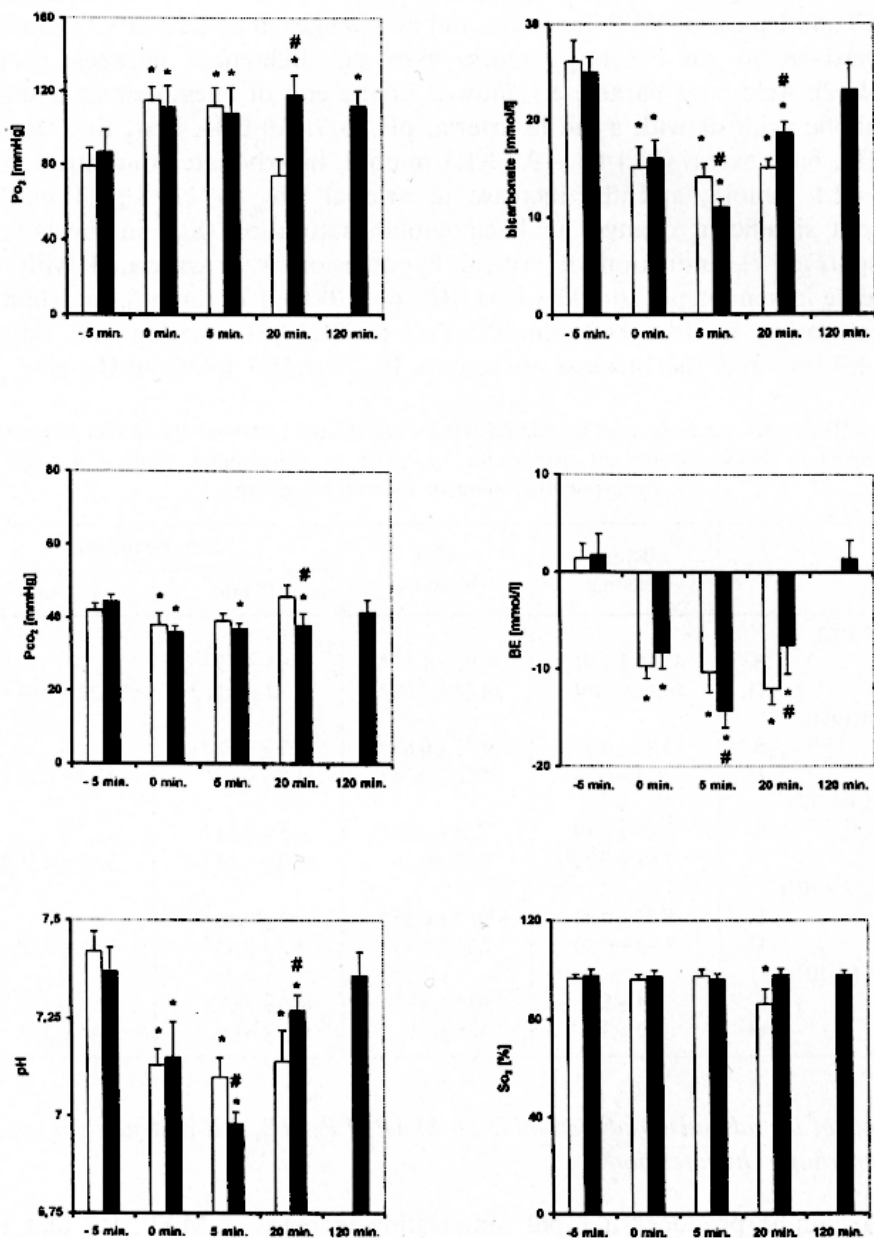 Po₂ [mmHg]
160
120
80
40
0
* * * * # * *
- 5 min. 0 min. 5 min. 20 min. 120 min.
bicarbonate [mmol/l]
30
20
10
0
* * * # * * # *
- 5 min. 0 min. 5 min. 20 min. 120 min.
Pco₂ [mmHg]
80
60
40
20
0
* * * # *
- 5 min. 0 min. 5 min. 20 min. 120 min.
BE [mmol/l]
10
0
-10
-20
* * * * # * * #
-5 min. 0 min. 5 min. 20 min. 120 min.
pH
7,5
7,25
7
6,75
* * * # * * # *
- 5 min. 0 min. 5 min. 20 min. 120 min.
So₂ [%]
120
80
40
0
*
-5 min. 0 min. 5 min. 20 min. 120 min.